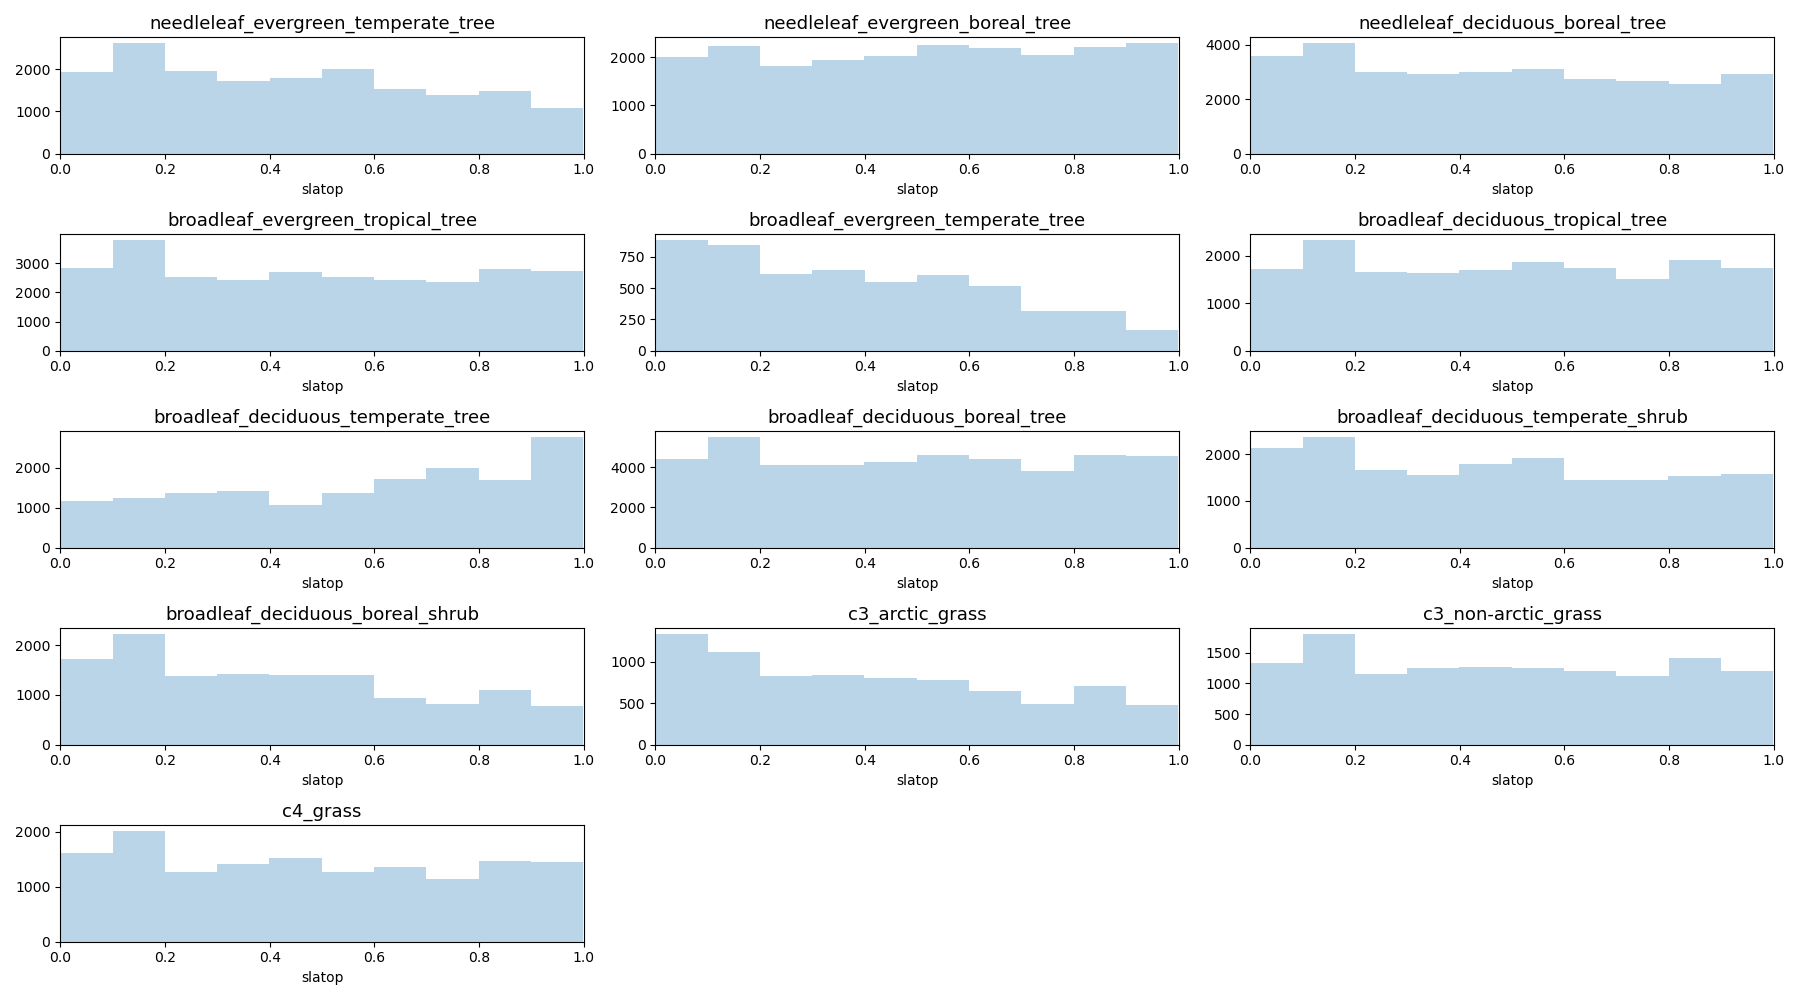 needleleaf_evergreen_temperate_tree
2000
1000
0
0.0 0.2 0.4 0.6 0.8 1.0
slatop
needleleaf_evergreen_boreal_tree
2000
1000
0
0.0 0.2 0.4 0.6 0.8 1.0
slatop
needleleaf_deciduous_boreal_tree
4000
2000
0
0.0 0.2 0.4 0.6 0.8 1.0
slatop
broadleaf_evergreen_tropical_tree
3000
2000
1000
0
0.0 0.2 0.4 0.6 0.8 1.0
slatop
broadleaf_evergreen_temperate_tree
750
500
250
0
0.0 0.2 0.4 0.6 0.8 1.0
slatop
broadleaf_deciduous_tropical_tree
2000
1000
0
0.0 0.2 0.4 0.6 0.8 1.0
slatop
broadleaf_deciduous_temperate_tree
2000
1000
0
0.0 0.2 0.4 0.6 0.8 1.0
slatop
broadleaf_deciduous_boreal_tree
4000
2000
0
0.0 0.2 0.4 0.6 0.8 1.0
slatop
broadleaf_deciduous_temperate_shrub
2000
1000
0
0.0 0.2 0.4 0.6 0.8 1.0
slatop
broadleaf_deciduous_boreal_shrub
2000
1000
0
0.0 0.2 0.4 0.6 0.8 1.0
slatop
c3_arctic_grass
1000
500
0
0.0 0.2 0.4 0.6 0.8 1.0
slatop
c3_non-arctic_grass
1500
1000
500
0
0.0 0.2 0.4 0.6 0.8 1.0
slatop
c4_grass
2000
1000
0
0.0 0.2 0.4 0.6 0.8 1.0
slatop